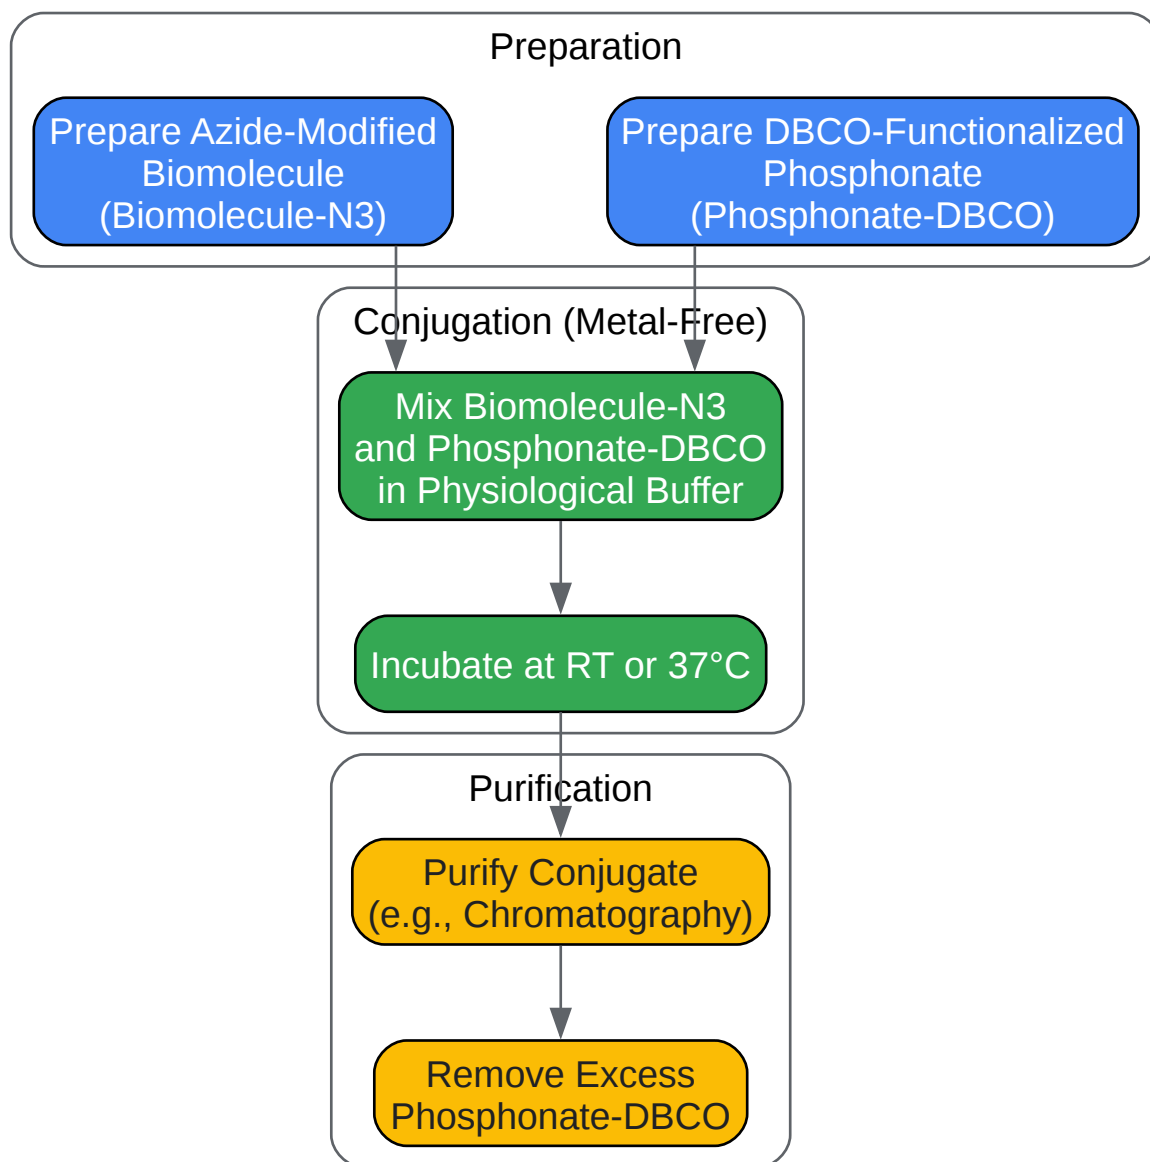 Preparation
Prepare Azide-Modified
Biomolecule
(Biomolecule-N3)
Prepare DBCO-Functionalized
Phosphonate
(Phosphonate-DBCO)
Conjugation (Metal-Free)
Mix Biomolecule-N3
and Phosphonate-DBCO
in Physiological Buffer
Incubate at RT or 37°C
Purification
Purify Conjugate
(e.g., Chromatography)
Remove Excess
Phosphonate-DBCO